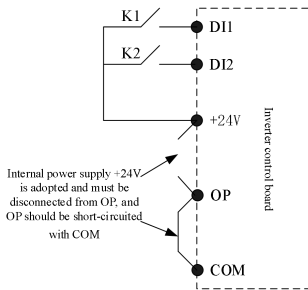 K1
DI1
K2
DI2
+24V
Internal power supply +24V
is adopted and must be
disconnected from OP, and
OP should be short-circuited
with COM
OP
COM
Inverter control board